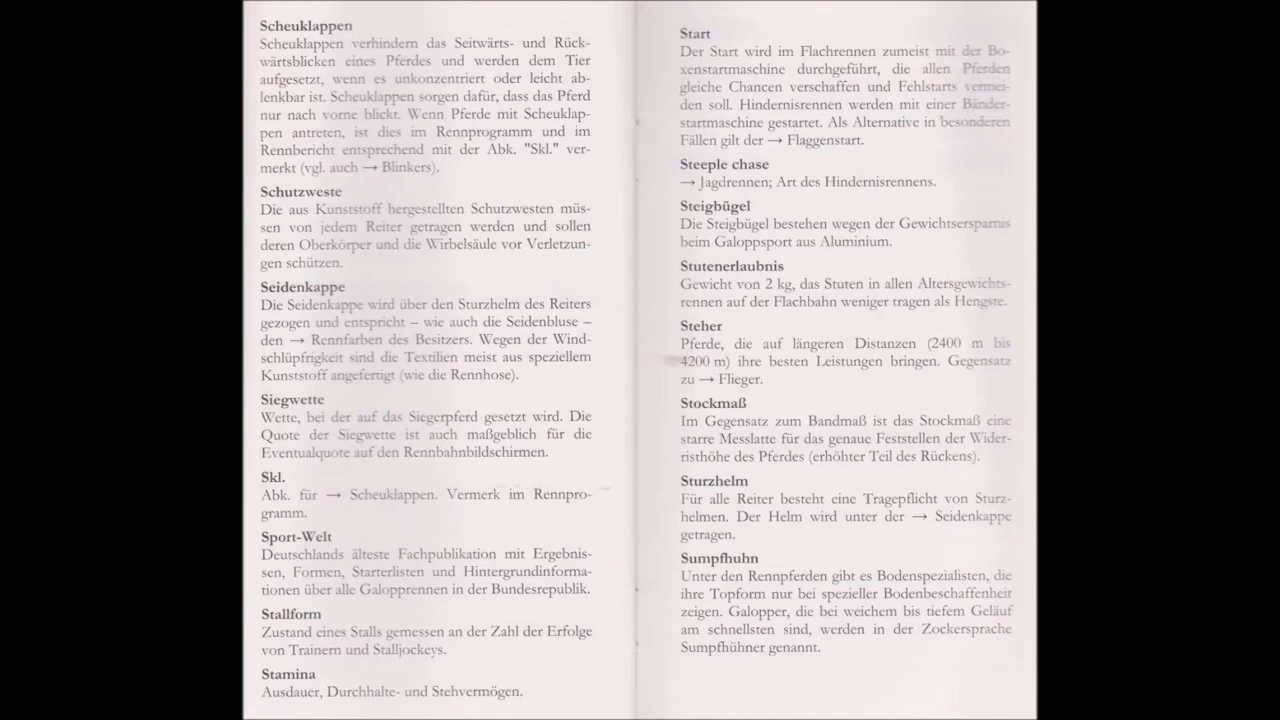 Scheuklappen
Scheuklappen verhindern das Seitwärts- und Rück-
wärtsblicken eines Pferdes und werden dem Tier
aufgesetzt, wenn es unkonzentriert oder leicht ab-
lenkbar ist. Scheuklappen sorgen dafür, dass das Pferd
nur nach vorne blickt. Wenn Pferde mit Scheuklap-
pen antreten, ist dies im Rennprogramm und im
Rennbericht entsprechend mit der Abk. "Skl." ver-
merkt (vgl. auch → Blinkers).
Schutzweste
Die aus Kunststoff hergestellten Schutzwesten müs-
sen von jedem Reiter getragen werden und sollen
deren Oberkörper und die Wirbelsäule vor Verletzun-
gen schützen.
Seidenkappe
Die Seidenkappe wird über den Sturzhelm des Reiters
gezogen und entspricht – wie auch die Seidenbluse –
den → Rennfarben des Besitzers. Wegen der Wind-
schlüpfrigkeit sind die Textilien meist aus speziellem
Kunststoff angefertigt (wie die Rennhose).
Siegwette
Wette, bei der auf das Siegerpferd gesetzt wird. Die
Quote der Siegwette ist auch maßgeblich für die
Eventualquote auf den Rennbahnbildschirmen.
Skl.
Abk. für → Scheuklappen. Vermerk im Rennpro-
gramm.
Sport-Welt
Deutschlands älteste Fachpublikation mit Ergebnis-
sen, Formen, Starterlisten und Hintergrundinforma-
tionen über alle Galopprennen in der Bundesrepublik.
Stallform
Zustand eines Stalls gemessen an der Zahl der Erfolge
von Trainern und Stalljockeys.
Stamina
Ausdauer, Durchhalte- und Stehvermögen.
Start
Der Start wird im Flachrennen zumeist mit der Bo-
xenstartmaschine durchgeführt, die allen Pferden
gleiche Chancen verschaffen und Fehlstarts vermei-
den soll. Hindernisrennen werden mit einer Bänder-
startmaschine gestartet. Als Alternative in besonderen
Fällen gilt der → Flaggenstart.
Steeple chase
→ Jagdrennen; Art des Hindernisrennens.
Steigbügel
Die Steigbügel bestehen wegen der Gewichtsersparnis
beim Galoppsport aus Aluminium.
Stutenerlaubnis
Gewicht von 2 kg, das Stuten in allen Altersgewichts-
rennen auf der Flachbahn weniger tragen als Hengste.
Steher
Pferde, die auf längeren Distanzen (2400 m bis
4200 m) ihre besten Leistungen bringen. Gegensatz
zu → Flieger.
Stockmaß
Im Gegensatz zum Bandmaß ist das Stockmaß eine
starre Messlatte für das genaue Feststellen der Wider-
risthöhe des Pferdes (erhöhter Teil des Rückens).
Sturzhelm
Für alle Reiter besteht eine Tragepflicht von Sturz-
helmen. Der Helm wird unter der → Seidenkappe
getragen.
Sumpfhuhn
Unter den Rennpferden gibt es Bodenspezialisten, die
ihre Topform nur bei spezieller Bodenbeschaffenheit
zeigen. Galopper, die bei weichem bis tiefem Geläuf
am schnellsten sind, werden in der Zockersprache
Sumpfhühner genannt.